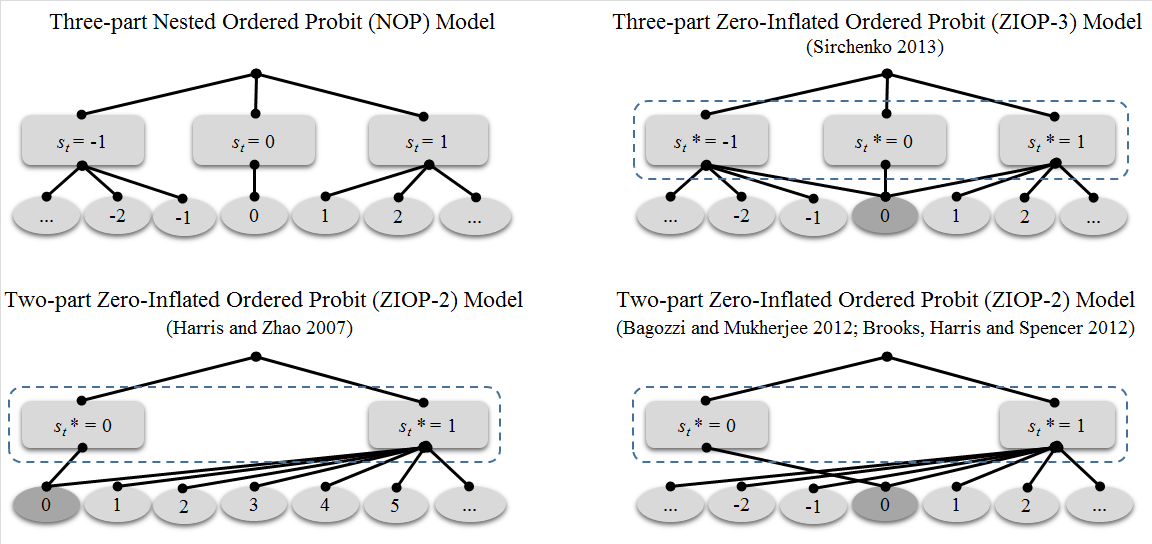 Three-part Nested Ordered Probit (NOP) Model
s_t = -1
s_t = 0
s_t = 1
...
-2
-1
0
1
2
...
Three-part Zero-Inflated Ordered Probit (ZIOP-3) Model
(Sirchenko 2013)
s_t * = -1
s_t * = 0
s_t * = 1
...
-2
-1
0
1
2
...
Two-part Zero-Inflated Ordered Probit (ZIOP-2) Model
(Harris and Zhao 2007)
s_t * = 0
s_t * = 1
0
1
2
3
4
5
...
Two-part Zero-Inflated Ordered Probit (ZIOP-2) Model
(Bagozzi and Mukherjee 2012; Brooks, Harris and Spencer 2012)
s_t * = 0
s_t * = 1
...
-2
-1
0
1
2
...